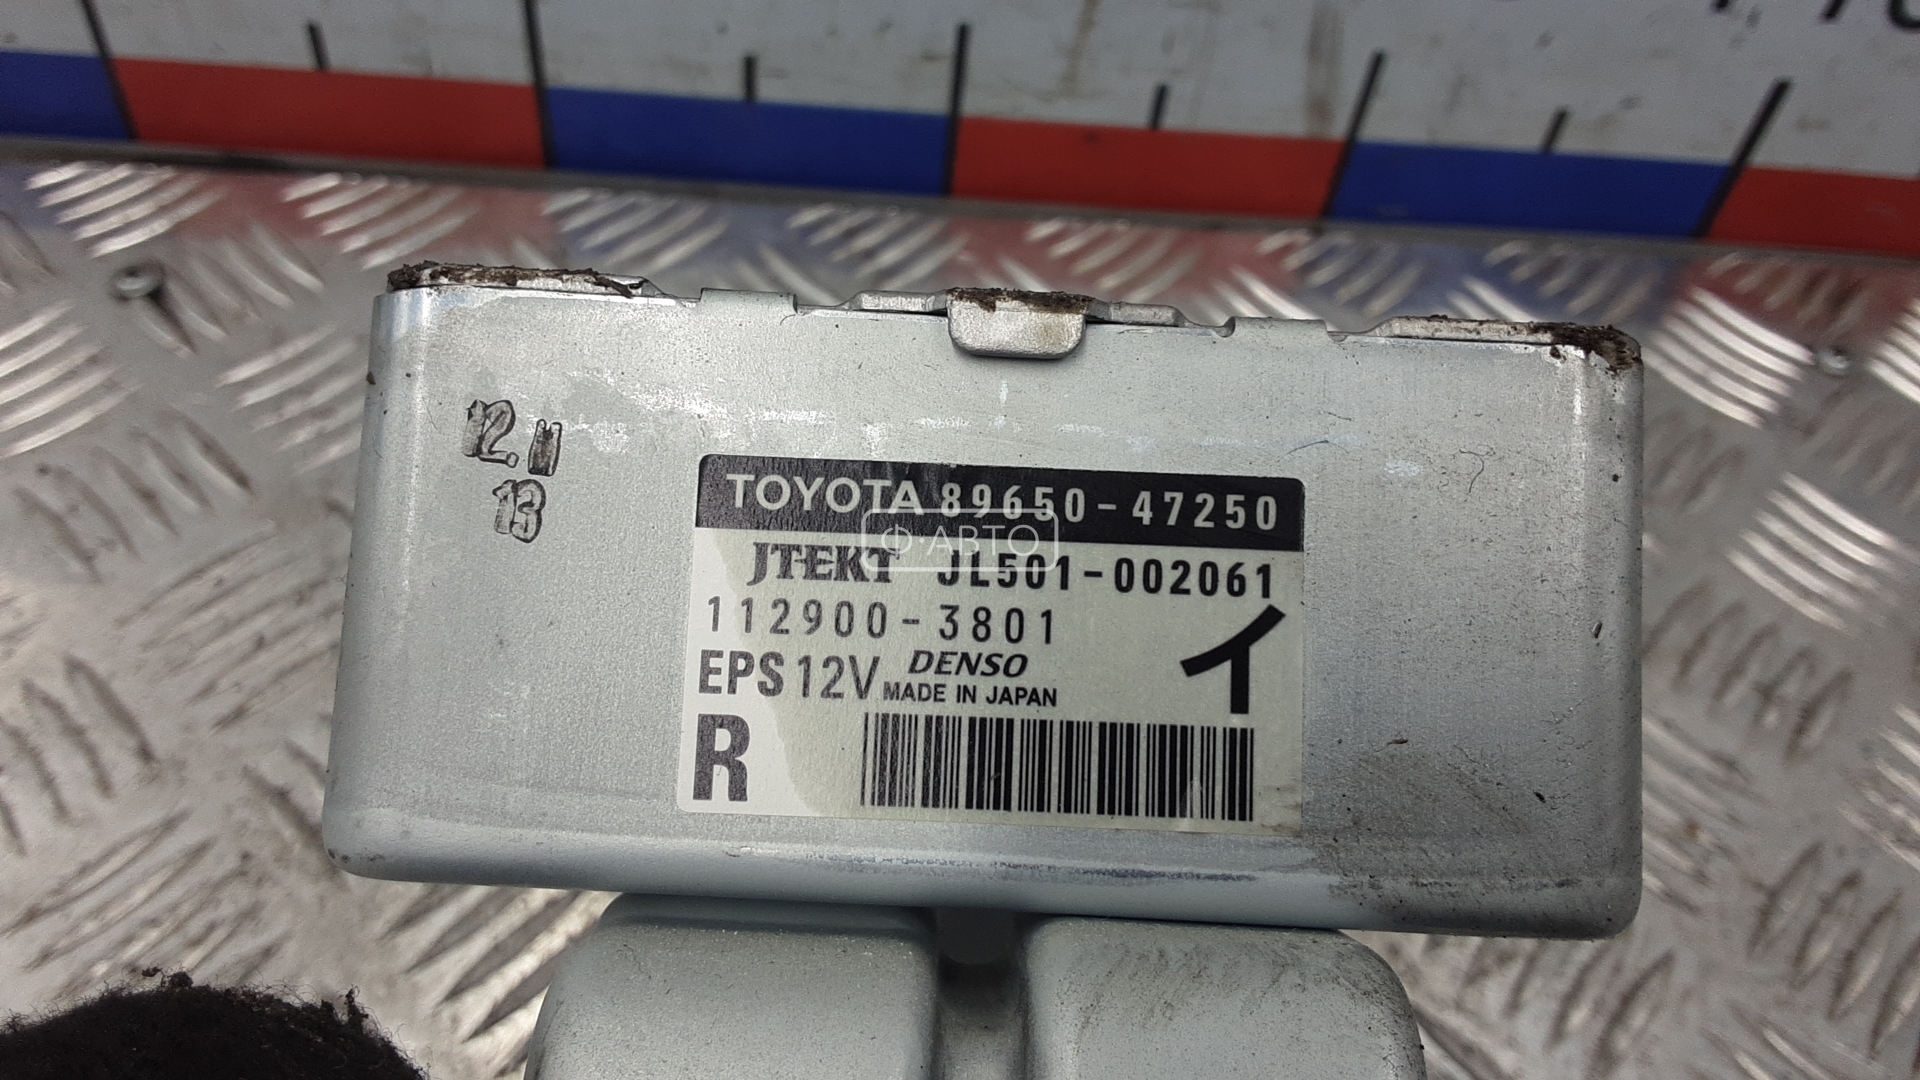 12.11
13
TOYOTA 89650-47250
Ф·АВТО
JTEKT JL501-002061
112900-3801
イ
EPS 12V DENSO
MADE IN JAPAN
R